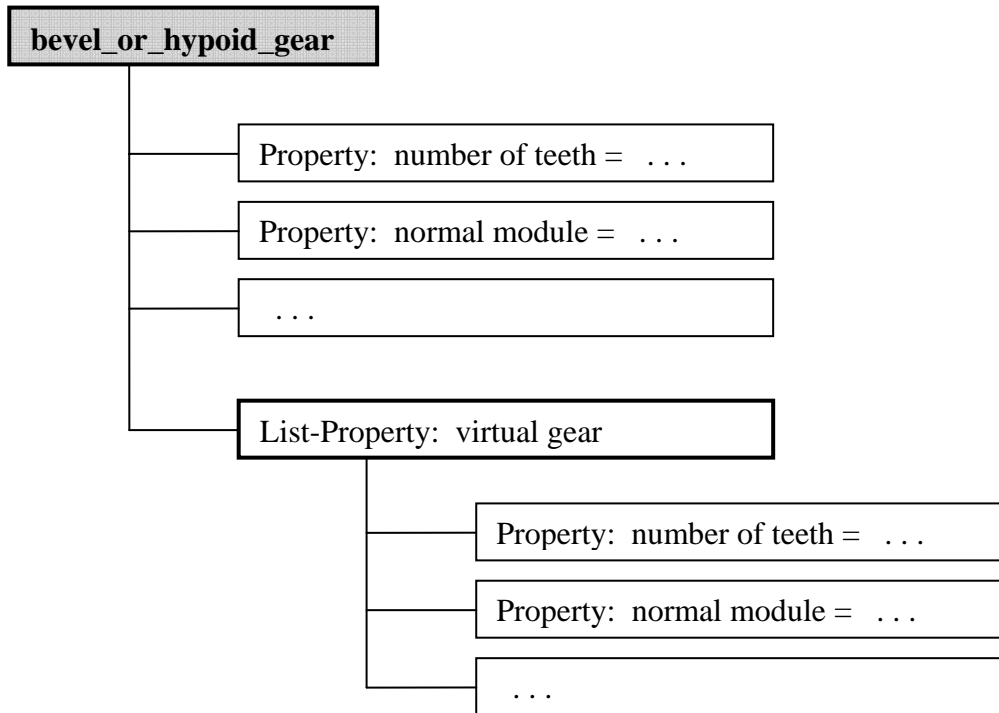 bevel_or_hypoid_gear
Property: number of teeth = . . .
Property: normal module = . . .
. . .
List-Property: virtual gear
Property: number of teeth = . . .
Property: normal module = . . .
. . .